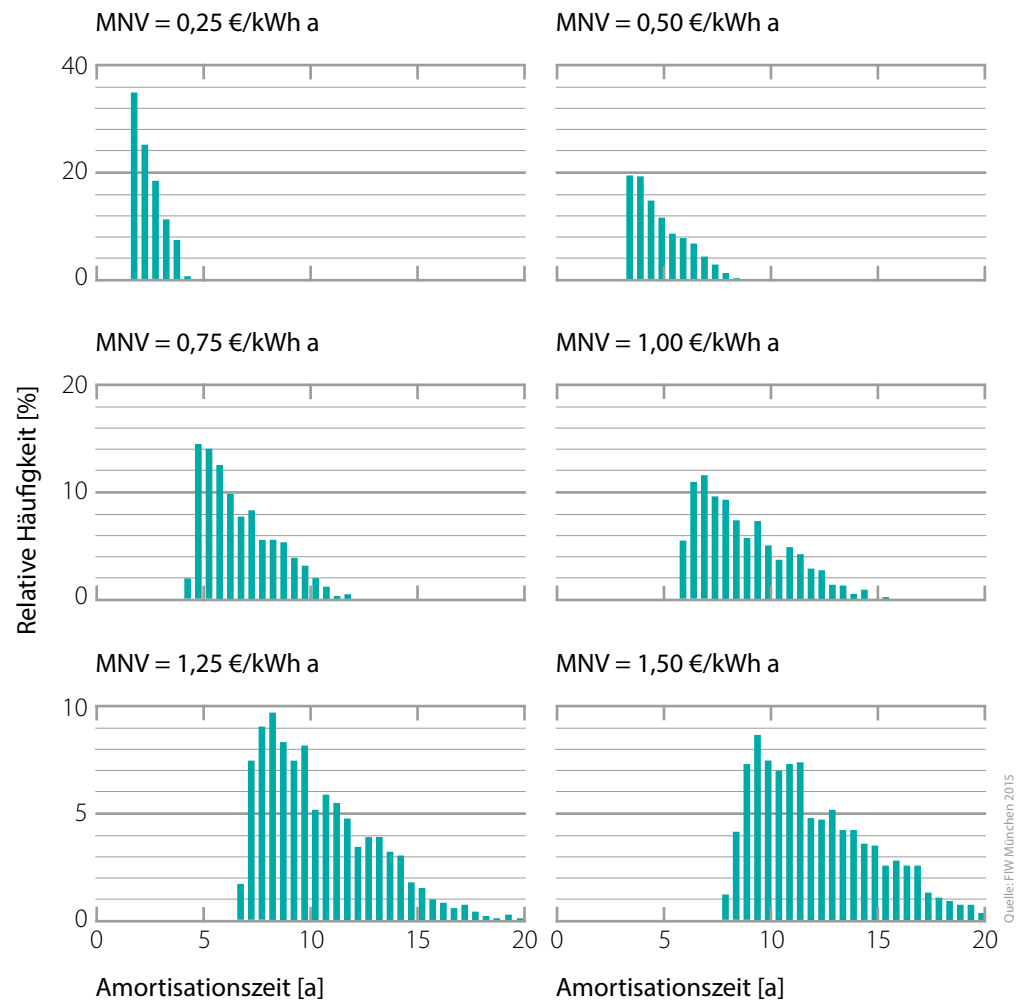 MNV = 0,25 €/kWh a
MNV = 0,50 €/kWh a
40
20
0
MNV = 0,75 €/kWh a
MNV = 1,00 €/kWh a
20
10
0
Relative Häufigkeit [%]
MNV = 1,25 €/kWh a
MNV = 1,50 €/kWh a
10
5
0
0 5 10 15 20 0 5 10 15 20
Amortisationszeit [a]
Amortisationszeit [a]
Quelle: FIW München 2015